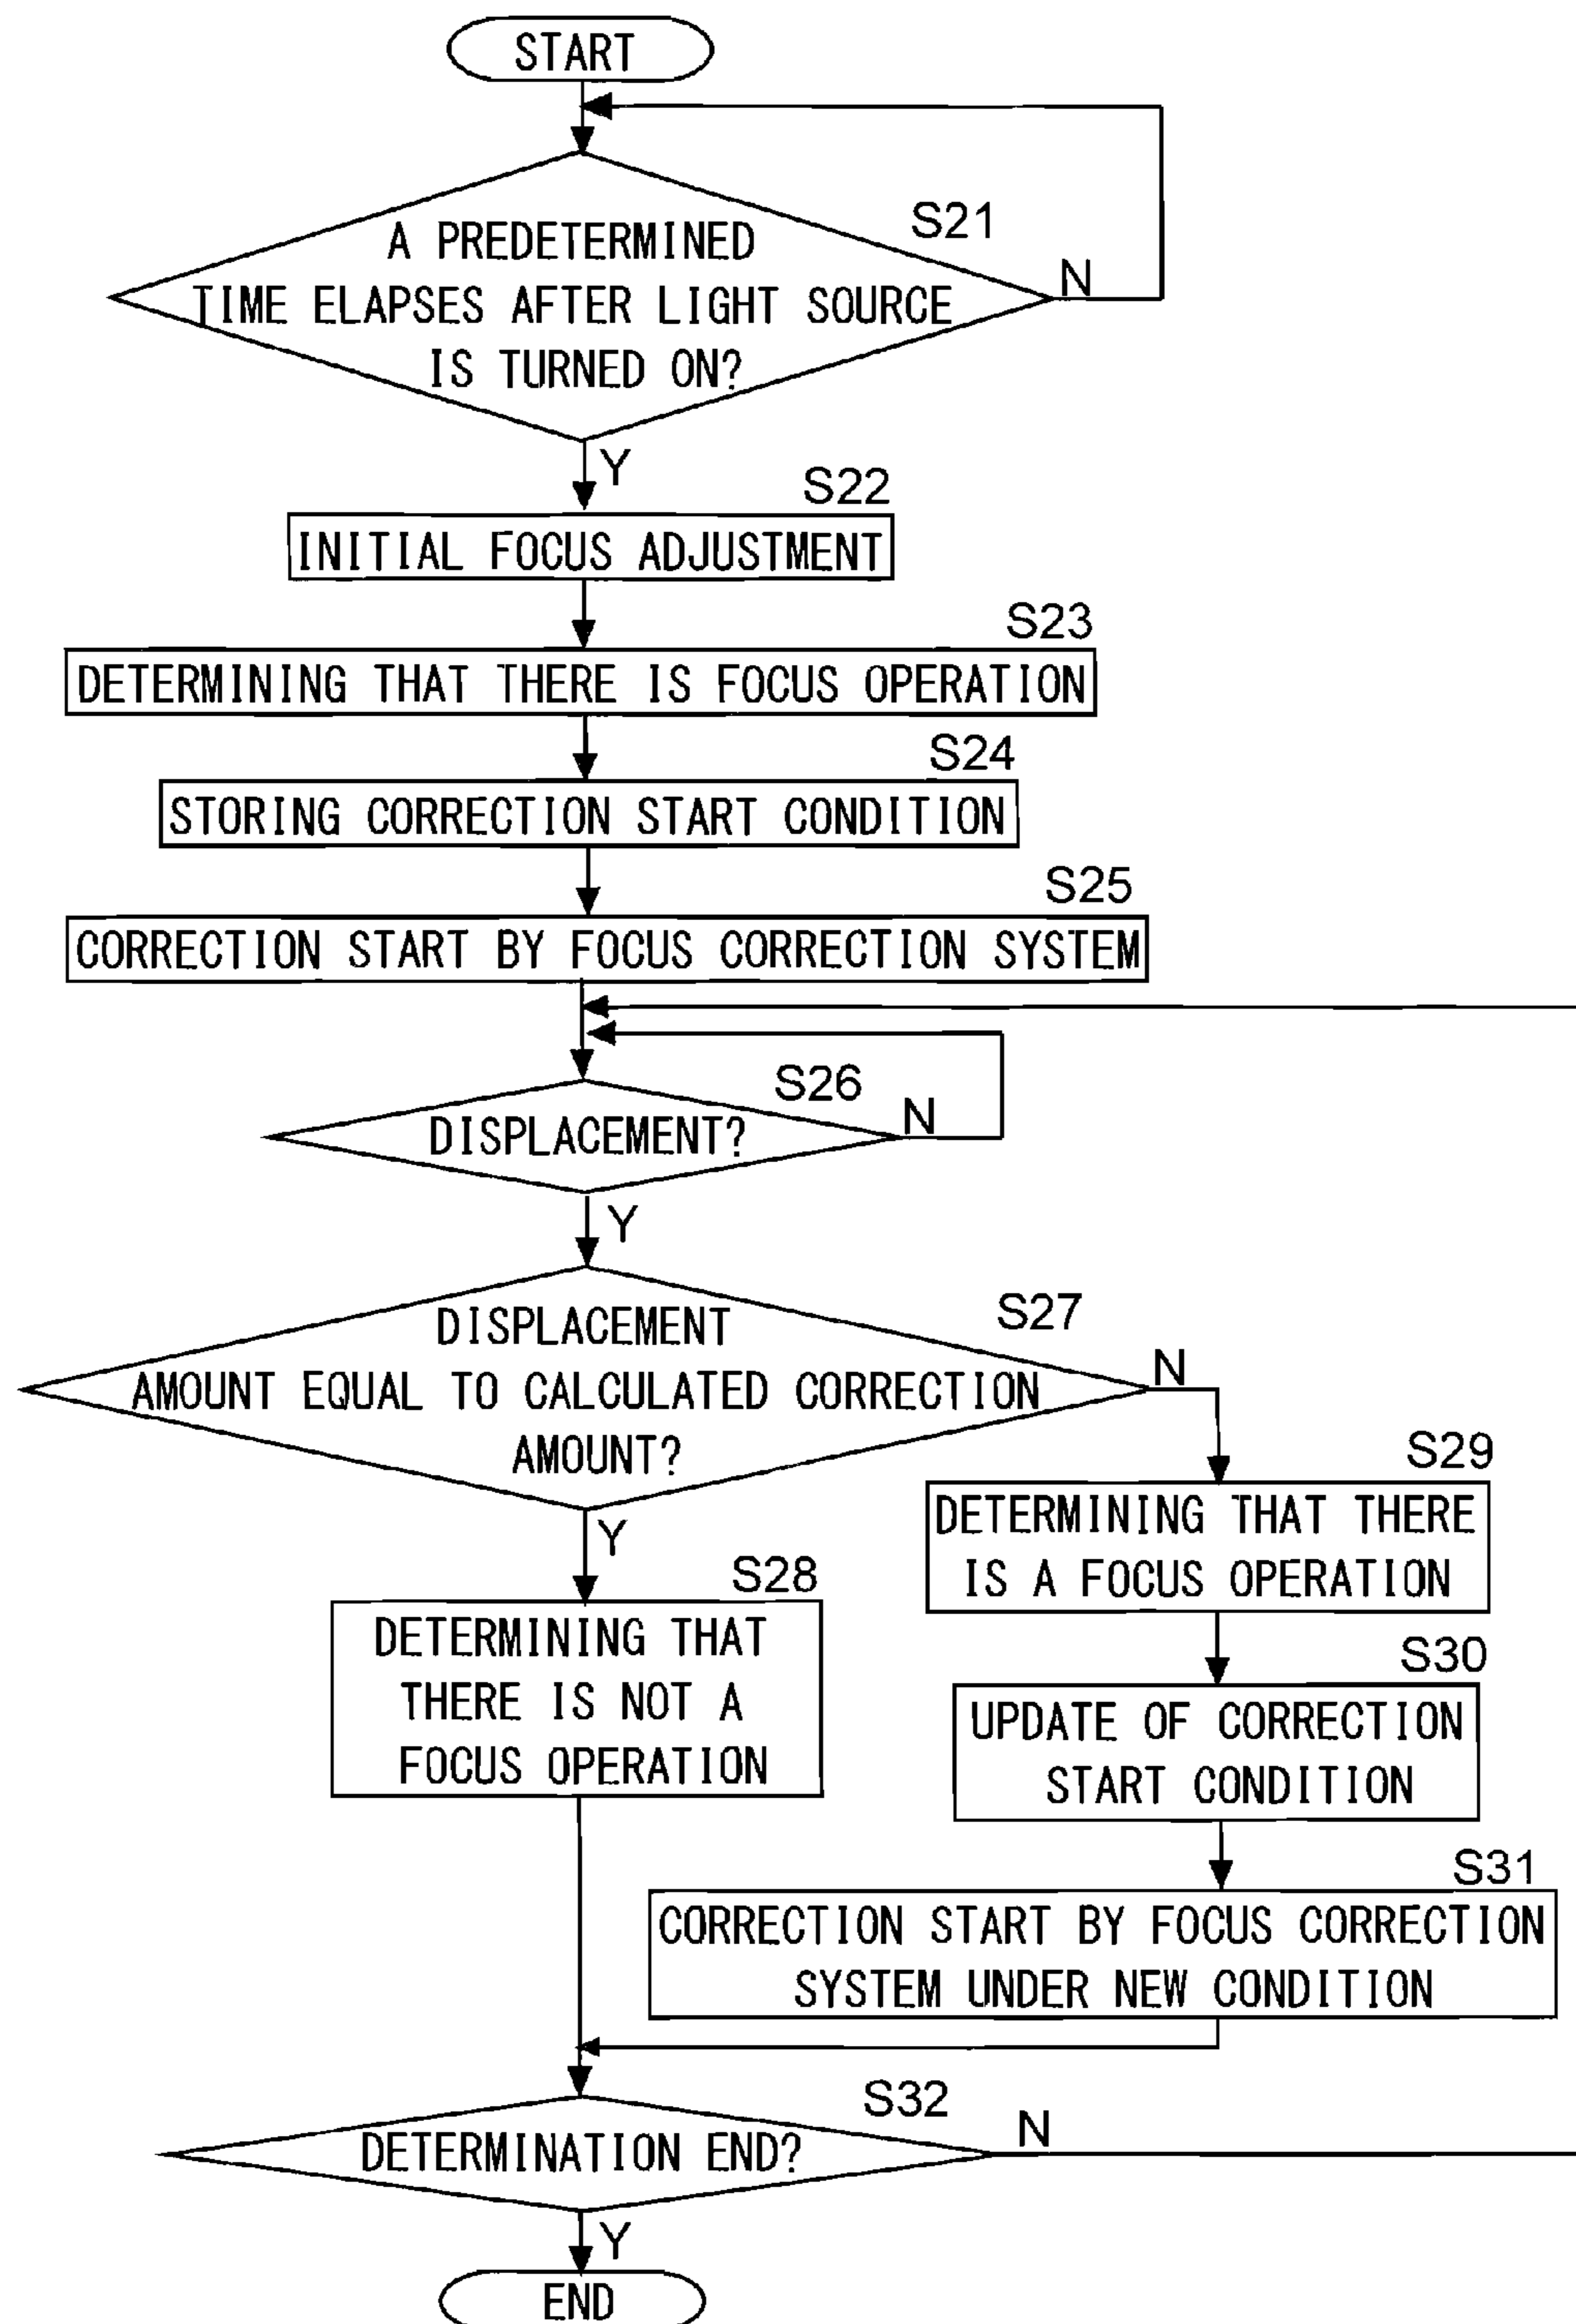 START
S21
A PREDETERMINED
TIME ELAPSES AFTER LIGHT SOURCE
IS TURNED ON?
N
Y
S22
INITIAL FOCUS ADJUSTMENT
S23
DETERMINING THAT THERE IS FOCUS OPERATION
S24
STORING CORRECTION START CONDITION
S25
CORRECTION START BY FOCUS CORRECTION SYSTEM
S26
DISPLACEMENT?
N
Y
S27
DISPLACEMENT
AMOUNT EQUAL TO CALCULATED CORRECTION
AMOUNT?
N
Y
S28
DETERMINING THAT
THERE IS NOT A
FOCUS OPERATION
S29
DETERMINING THAT THERE
IS A FOCUS OPERATION
S30
UPDATE OF CORRECTION
START CONDITION
S31
CORRECTION START BY FOCUS CORRECTION
SYSTEM UNDER NEW CONDITION
S32
DETERMINATION END?
N
Y
END